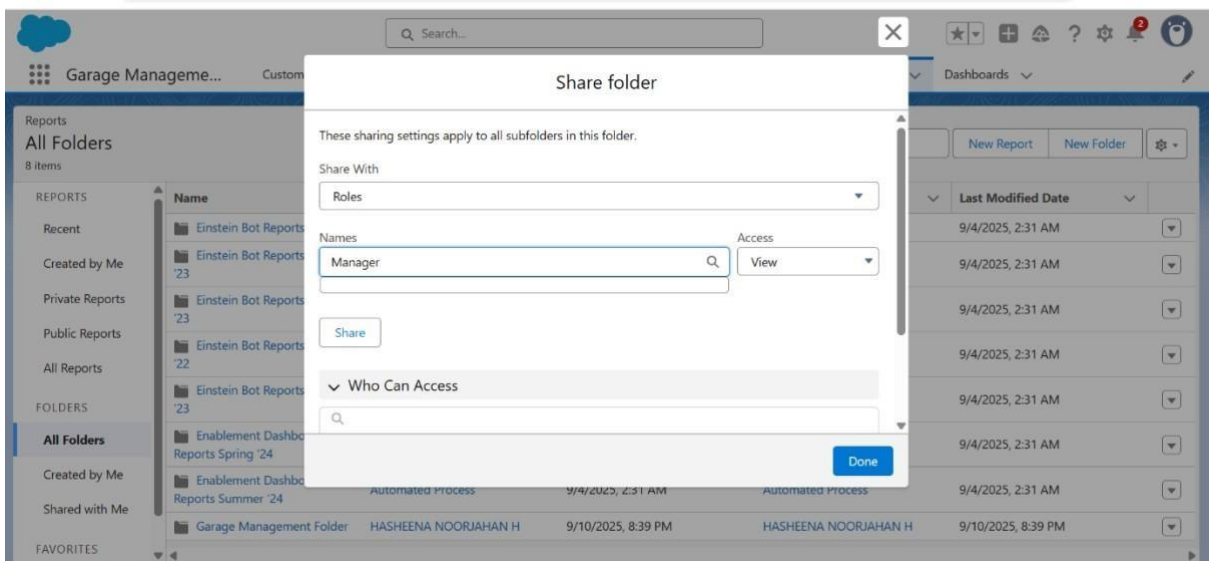 Search...
2
Garage Manageme...
Custom
Dashboards
Share folder
Reports
All Folders
8 items
New Report
New Folder
These sharing settings apply to all subfolders in this folder.
Share With
Roles
Names
Access
Manager
View
Share
Who Can Access
Done
REPORTS
Recent
Created by Me
Private Reports
Public Reports
All Reports
FOLDERS
All Folders
Created by Me
Shared with Me
FAVORITES
Name
Last Modified Date
Einstein Bot Reports
9/4/2025, 2:31 AM
Einstein Bot Reports
'23
9/4/2025, 2:31 AM
Einstein Bot Reports
'23
9/4/2025, 2:31 AM
Einstein Bot Reports
'22
9/4/2025, 2:31 AM
Einstein Bot Reports
'23
9/4/2025, 2:31 AM
Enablement Dashbo
Reports Spring '24
9/4/2025, 2:31 AM
Enablement Dashbo
Reports Summer '24
Automated Process
9/4/2025, 2:31 AM
Automated Process
9/4/2025, 2:31 AM
Garage Management Folder
HASHEENA NOORJAHAN H
9/10/2025, 8:39 PM
HASHEENA NOORJAHAN H
9/10/2025, 8:39 PM